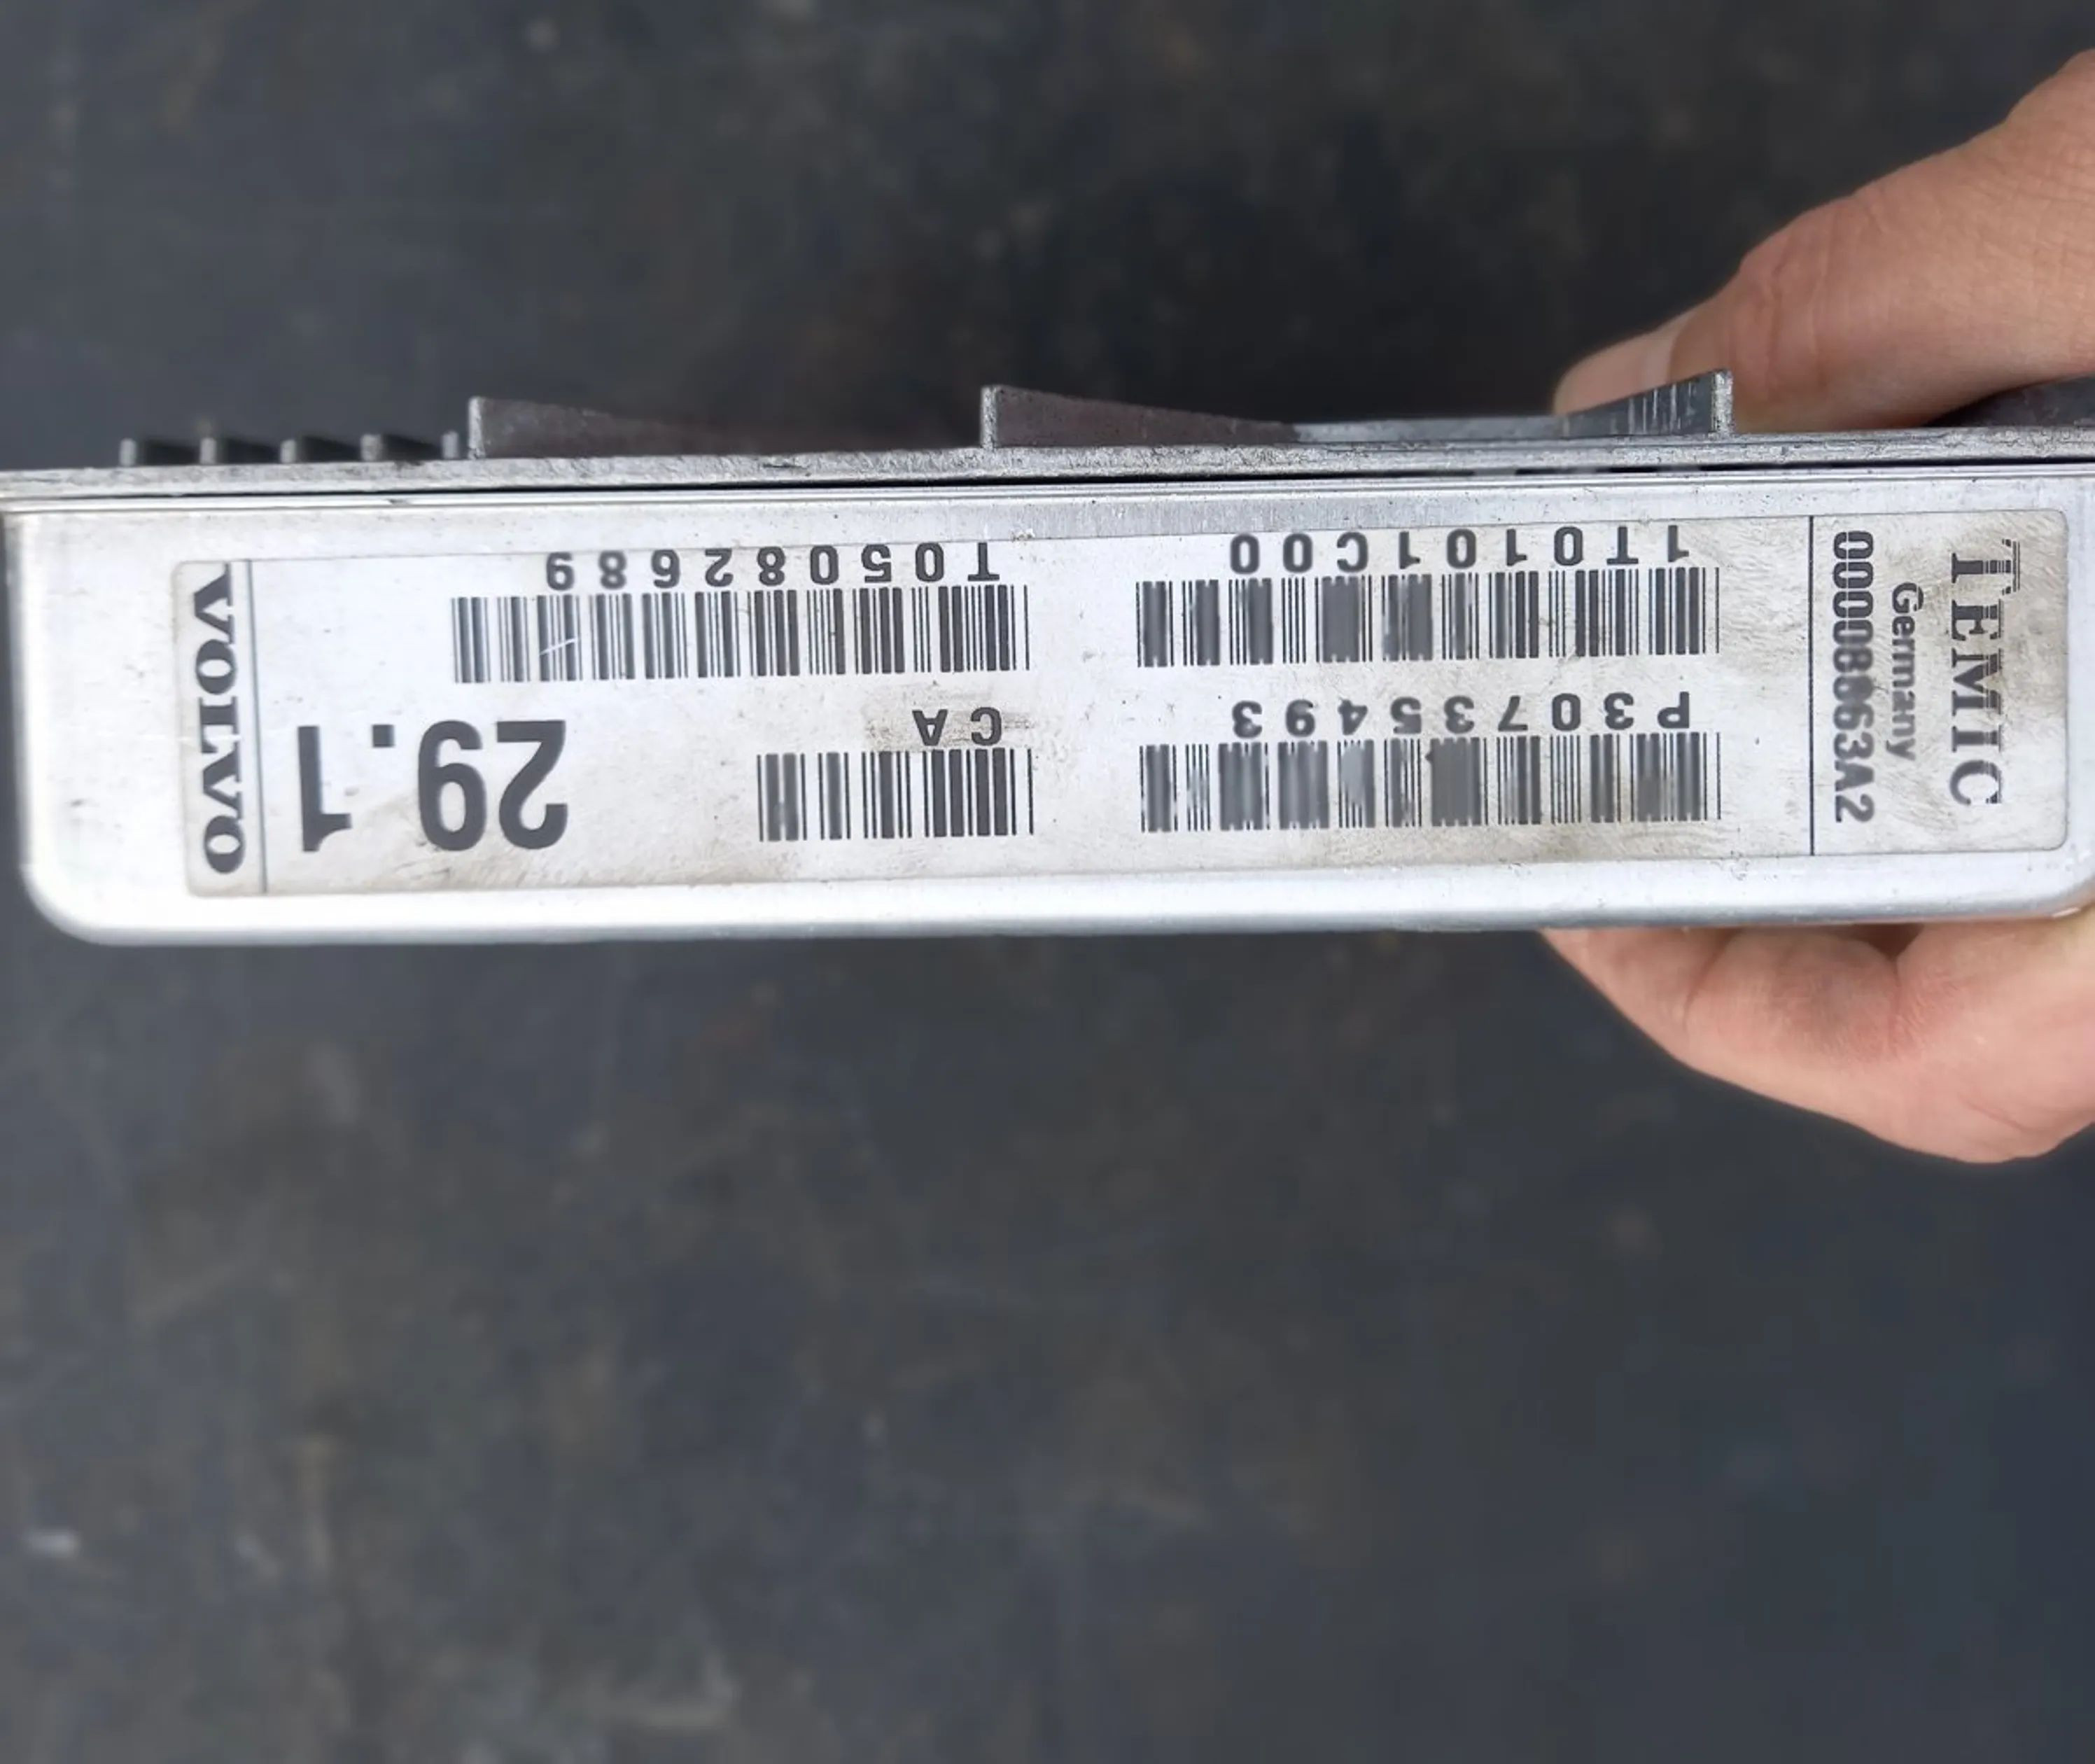 TEMIC
Germany
00008863A2
P30735493
CA
29.1
1T0101C00
T05082689
VOLVO